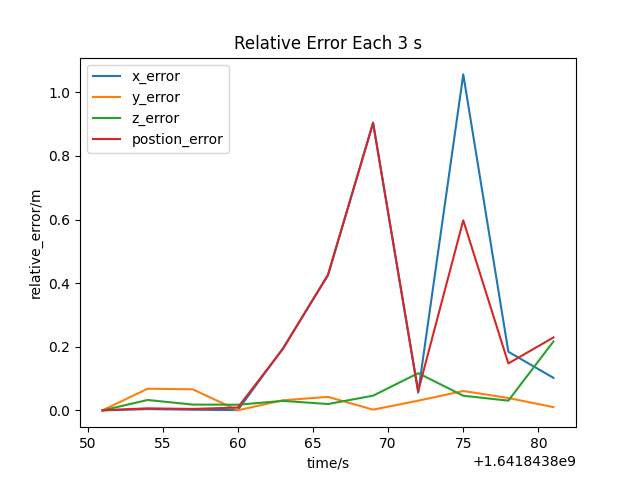 Relative Error Each 3 s
x_error
y_error
z_error
postion_error
relative_error/m
1.0
0.8
0.6
0.4
0.2
0.0
50 55 60 65 70 75 80
time/s
+1.6418438e9